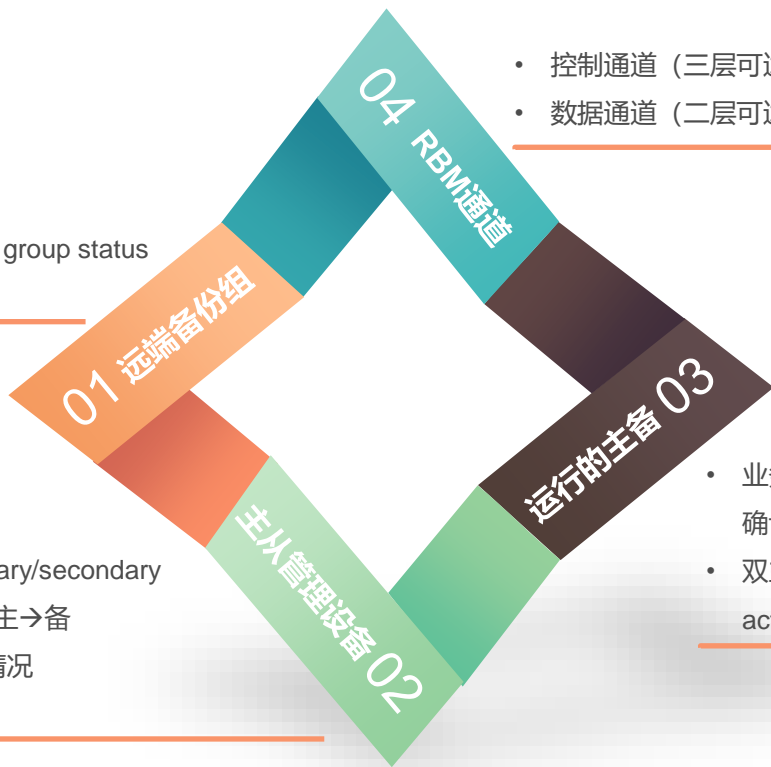 04 RBM通道
• 控制通道（三层可
• 数据通道（二层可
group status
01 远端备份组
运行的主备 03
• 业
确
• 双
ac
主从管理设备 02
ary/secondary
主→备
情况